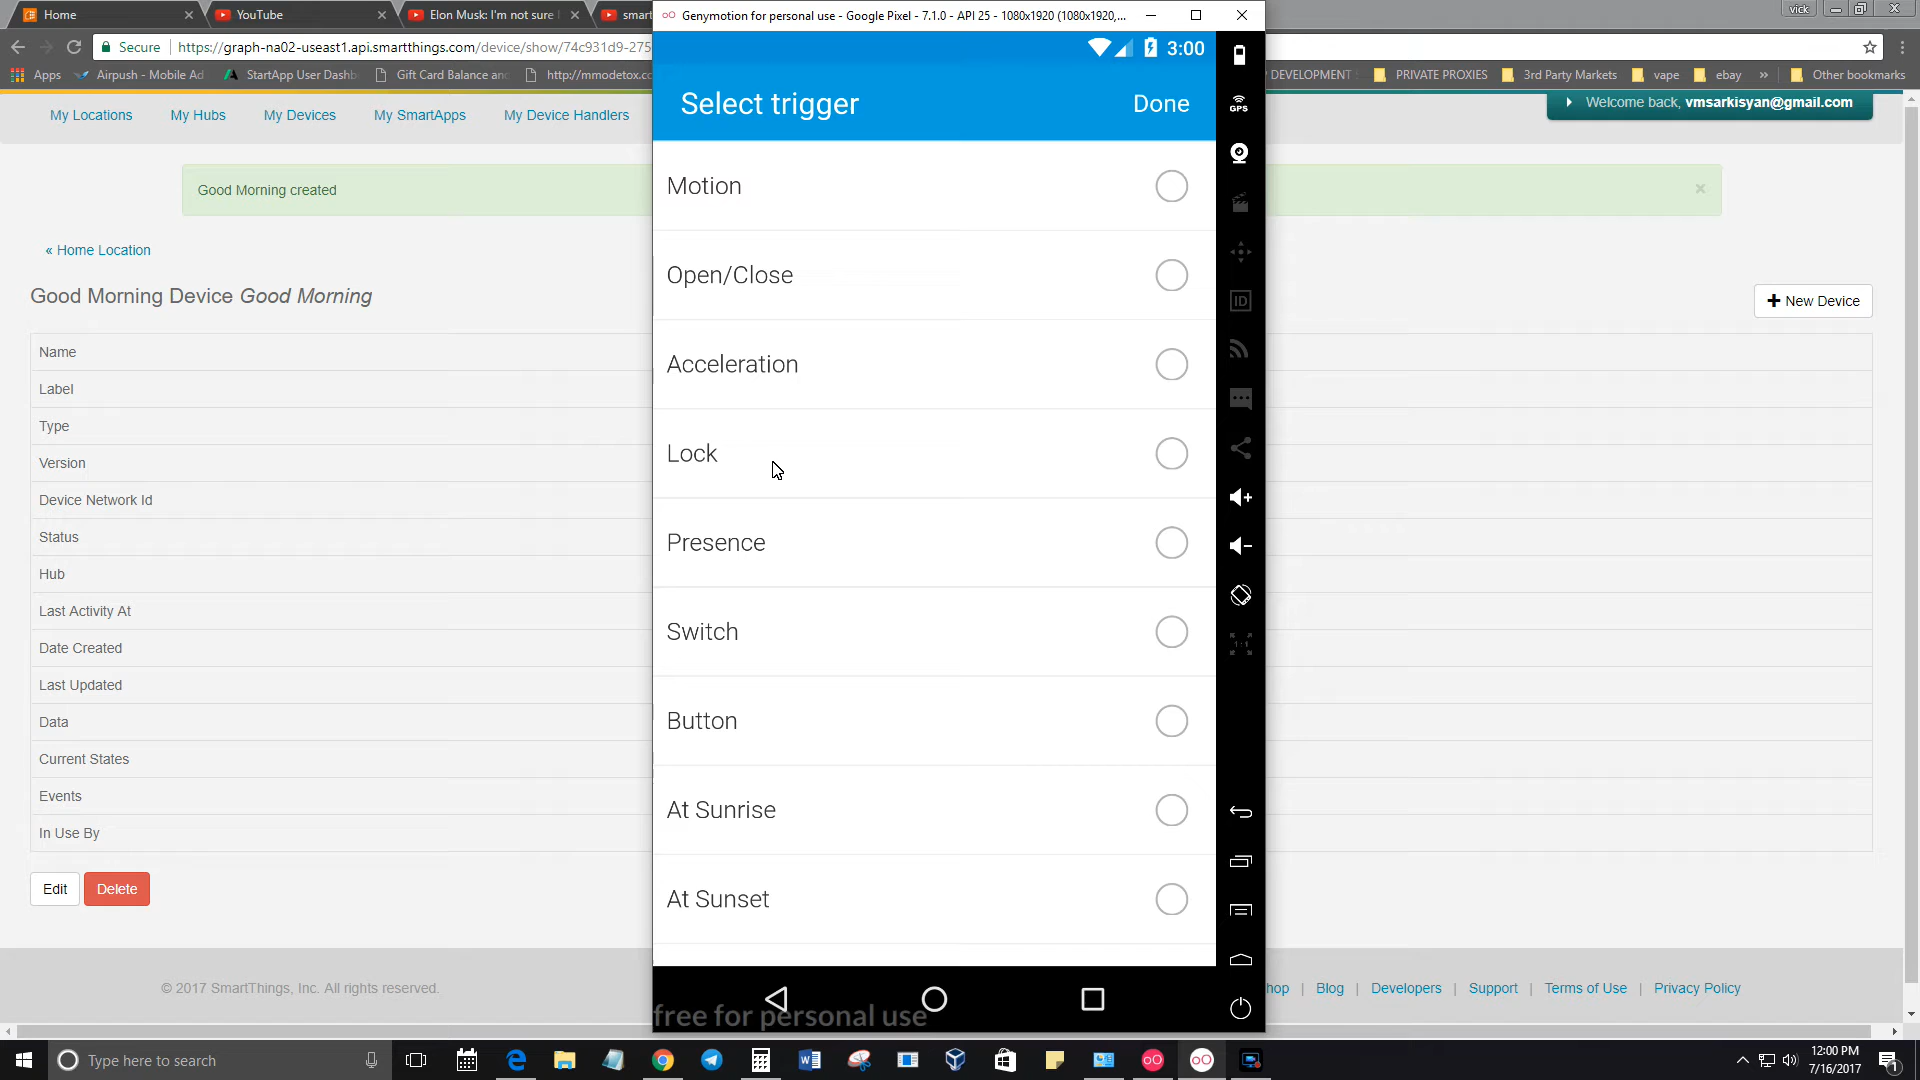 Home
YouTube
Elon Musk: I'm not sure
smart
vick
Genymotion for personal use - Google Pixel - 7.1.0 - API 25 - 1080x1920 (1080x1920,...
Secure
https://graph-na02-useast1.api.smartthings.com/device/show/74c931d9-275
Apps
Airpush - Mobile Ad
StartApp User Dashb
Gift Card Balance an
http://mmodetox.co
DEVELOPMENT
PRIVATE PROXIES
3rd Party Markets
vape
ebay
»
Other bookmarks
3:00
Select trigger
Done
GPS
My Locations
My Hubs
My Devices
My SmartApps
My Device Handlers
Welcome back, vmsarkisyan@gmail.com
Good Morning created
×
« Home Location
Good Morning Device Good Morning
+ New Device
Name
Label
Type
Version
Device Network Id
Status
Hub
Last Activity At
Date Created
Last Updated
Data
Current States
Events
In Use By
Edit
Delete
Motion
Open/Close
Acceleration
Lock
Presence
Switch
Button
At Sunrise
At Sunset
ID
1:1
free for personal use
© 2017 SmartThings, Inc. All rights reserved.
hop | Blog | Developers | Support | Terms of Use | Privacy Policy
Type here to search
12:00 PM
7/16/2017
1